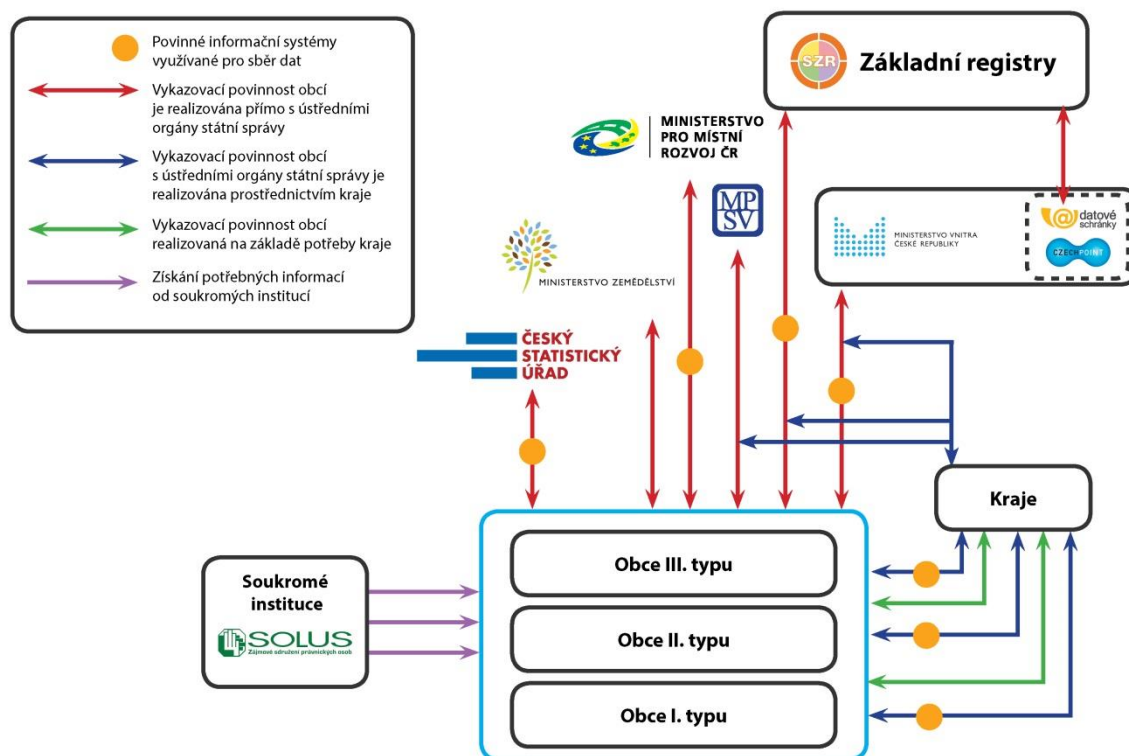 Povinné informační systémy
využívané pro sběr dat
Vykazovací povinnost obcí
je realizována přímo s ústředními
orgány státní správy
Vykazovací povinnost obcí
s ústředními orgány státní správy je
realizována prostřednictvím kraje
Vykazovací povinnost obcí
realizovaná na základě potřeby kraje
Získání potřebných informací
od soukromých institucí
SZR
Základní registry
MINISTERSTVO
PRO MÍSTNÍ
ROZVOJ ČR
MP
SV
MINISTERSTVO VNITRA
ČESKÉ REPUBLIKY
@ datové
schránky
CZECHPOINT
MINISTERSTVO ZEMĚDĚLSTVÍ
ČESKÝ
STATISTICKÝ
ÚŘAD
Kraje
Soukromé
instituce
SOLUS
Zájmové sdružení právnických osob
Obce III. typu
Obce II. typu
Obce I. typu